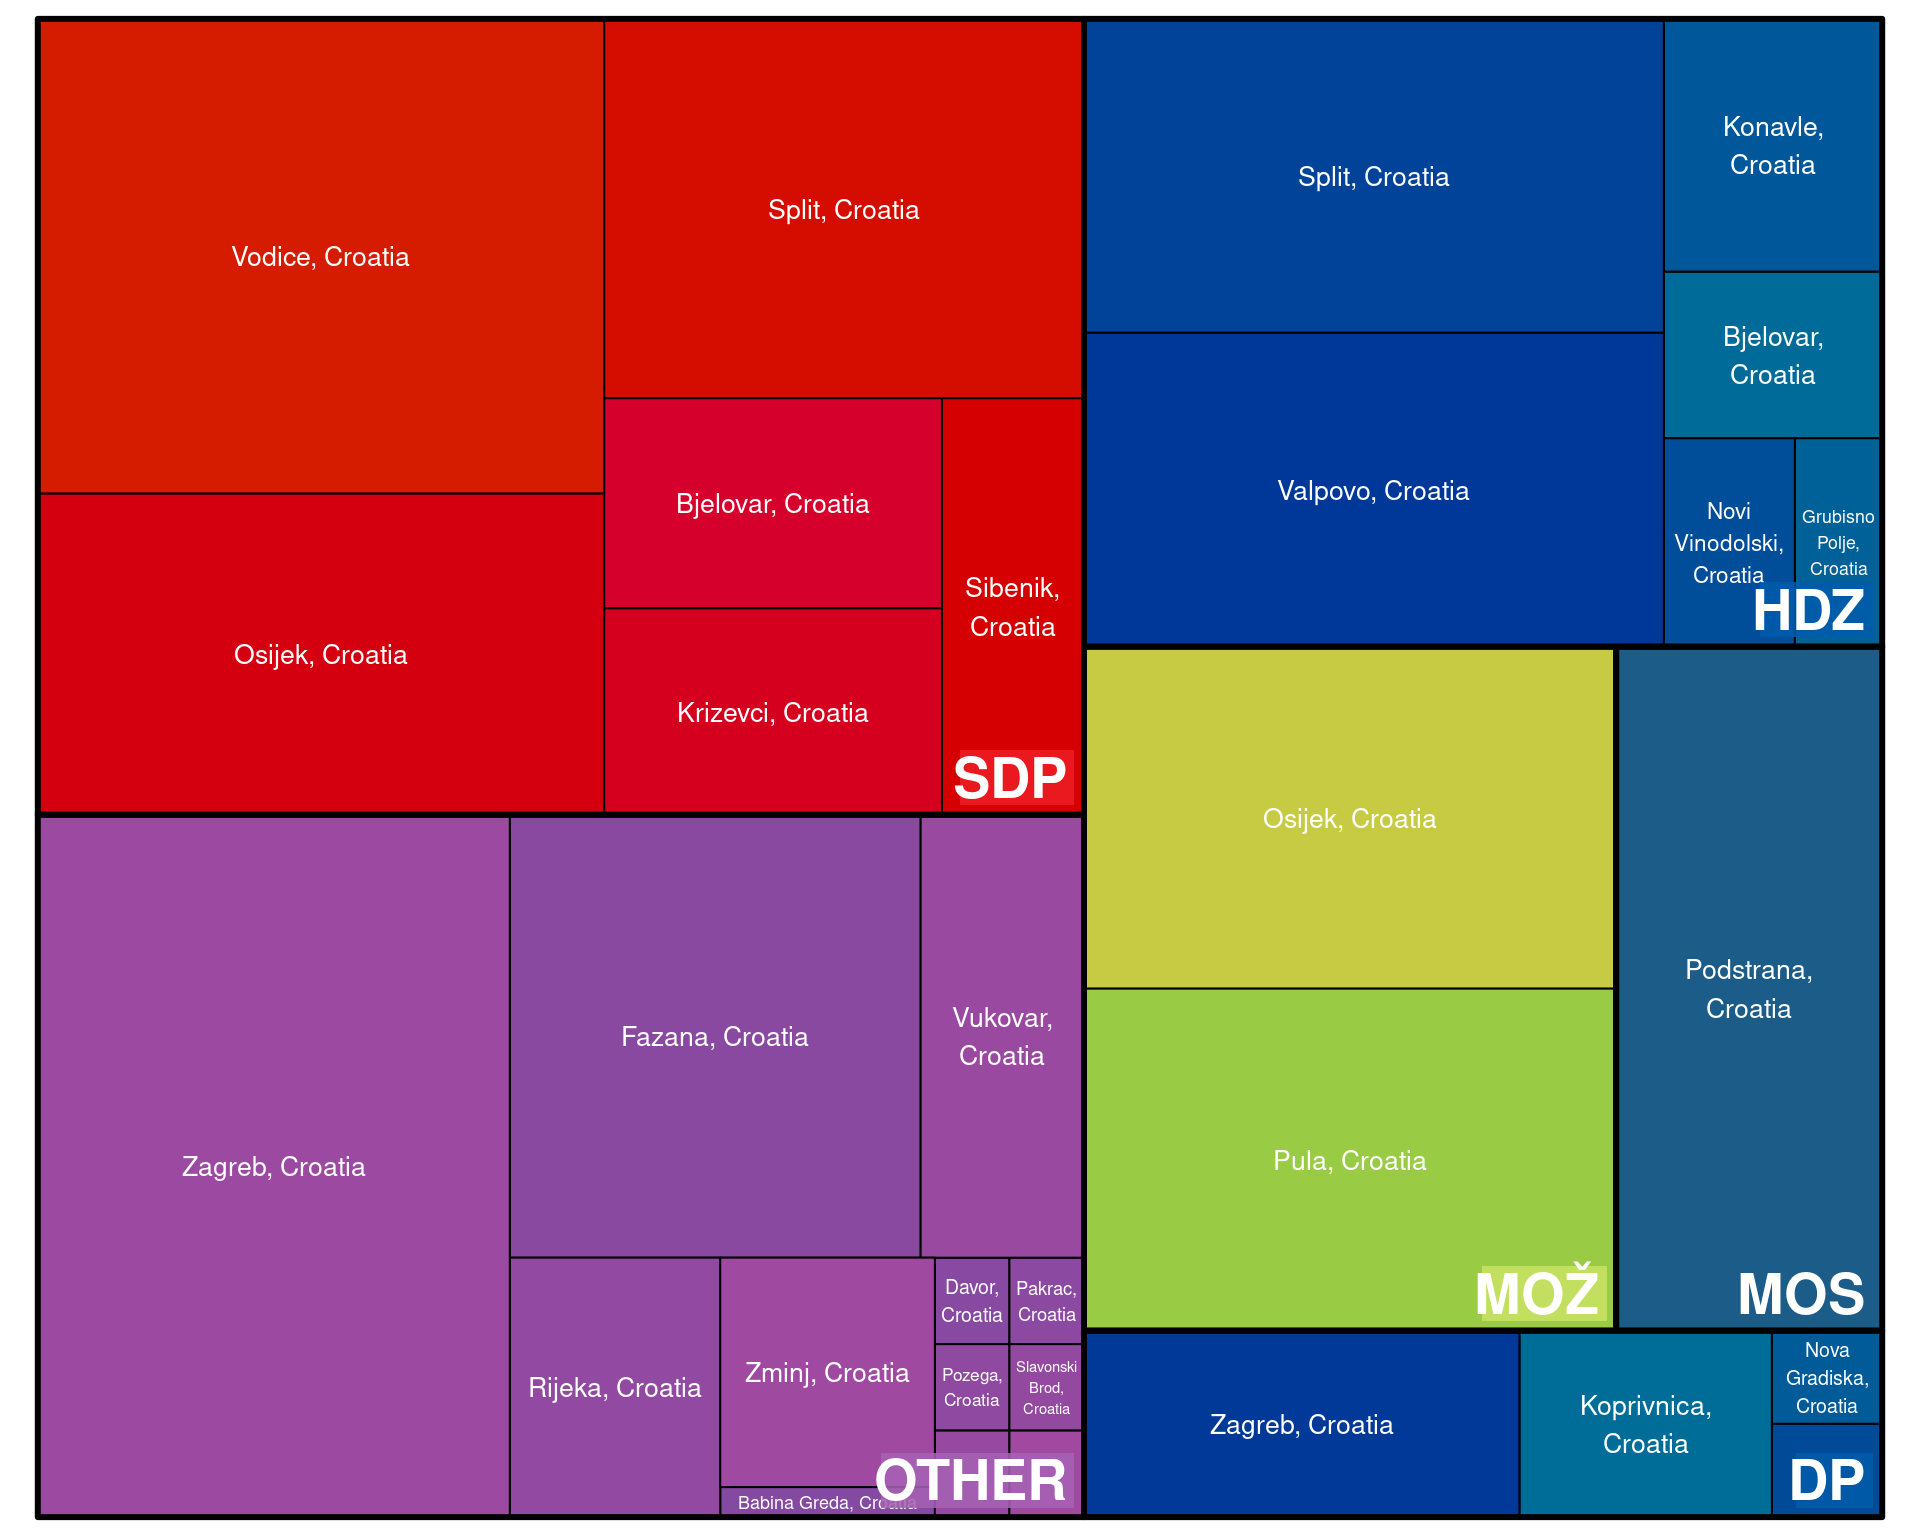 Vodice, Croatia
Split, Croatia
Osijek, Croatia
Bjelovar, Croatia
Krizevci, Croatia
Sibenik,
Croatia
SDP
Split, Croatia
Valpovo, Croatia
Konavle,
Croatia
Bjelovar,
Croatia
Novi
Vinodolski,
Croatia
Grubisno
Polje,
Croatia
HDZ
Zagreb, Croatia
Fazana, Croatia
Vukovar,
Croatia
Rijeka, Croatia
Zminj, Croatia
Babina Greda, Croatia
Davor,
Croatia
Pakrac,
Croatia
Pozega,
Croatia
Slavonski
Brod,
Croatia
OTHER
Osijek, Croatia
Pula, Croatia
MOŽ
Podstrana,
Croatia
MOS
Zagreb, Croatia
Koprivnica,
Croatia
Nova
Gradiska,
Croatia
DP